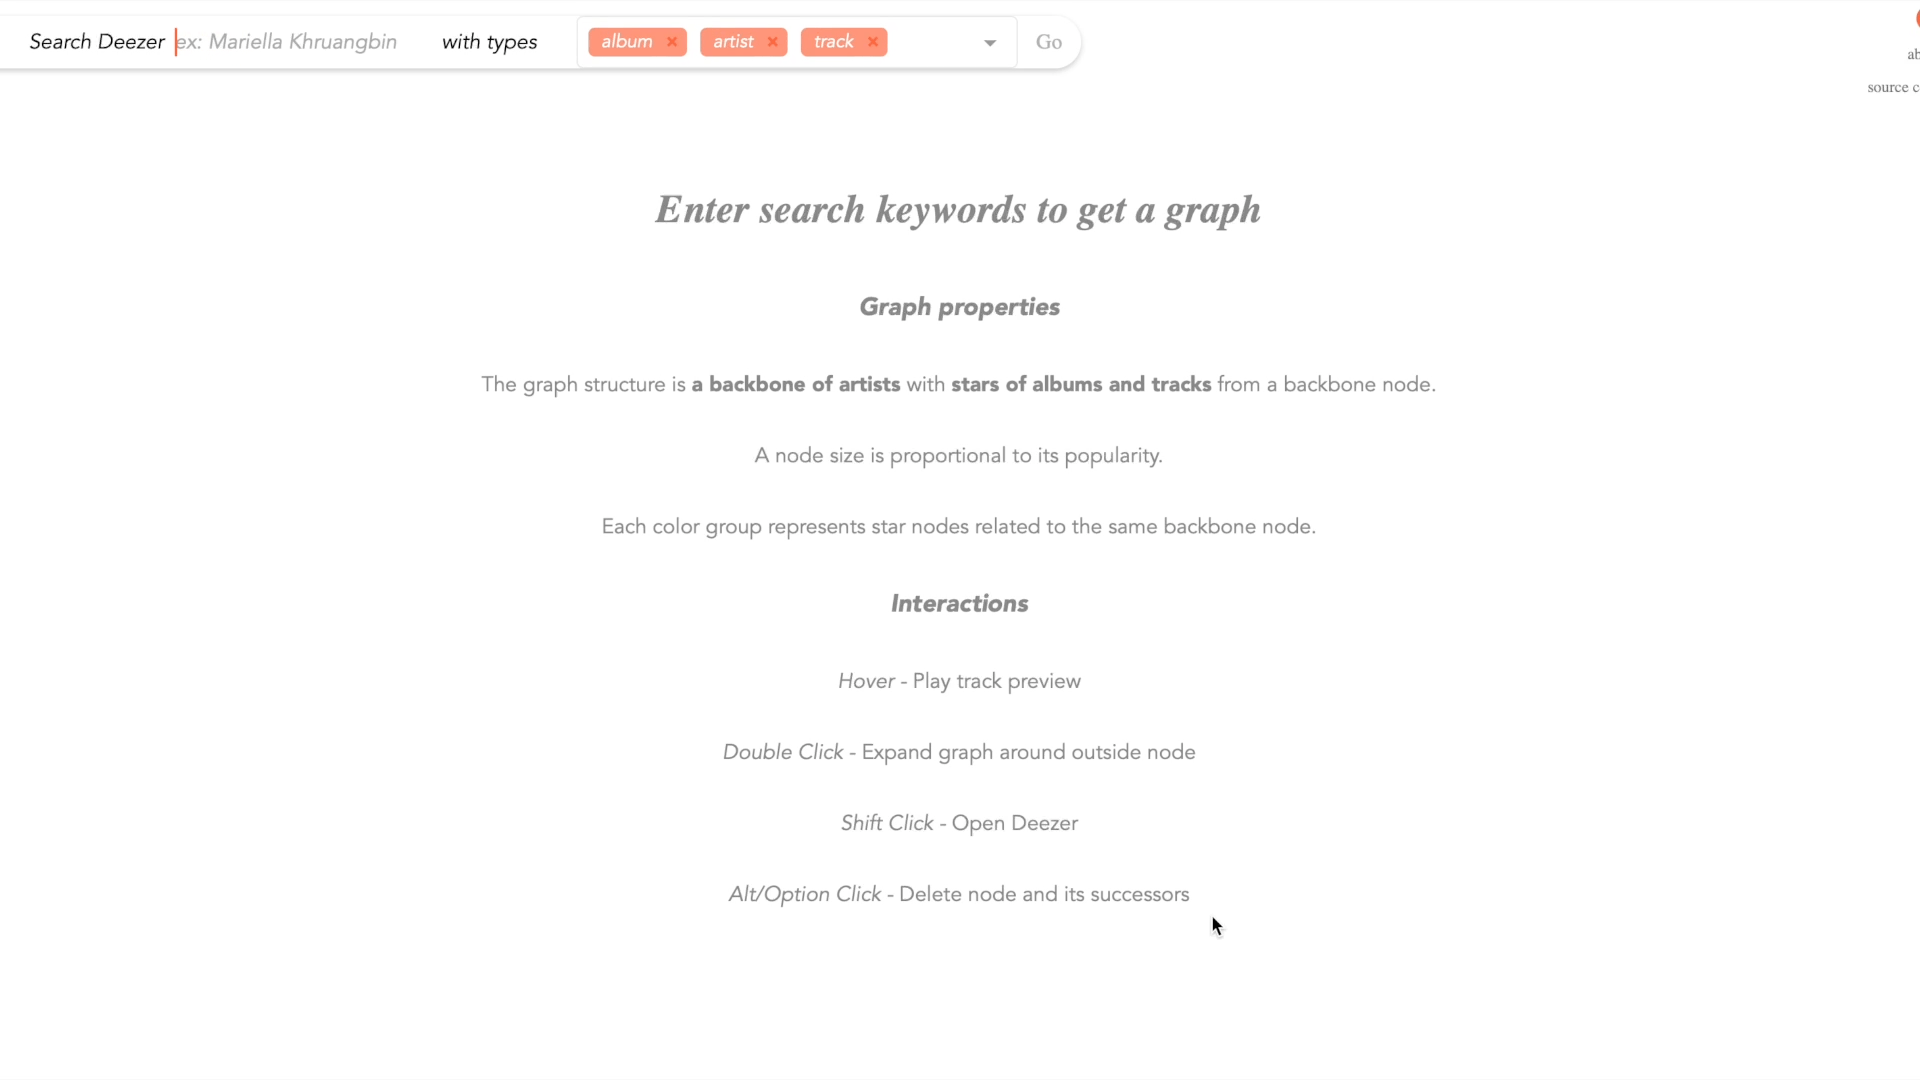 Search Deezer ex: Mariella Khruangbin with types album × artist × track × Go
ab
source c
Enter search keywords to get a graph
Graph properties
The graph structure is a backbone of artists with stars of albums and tracks from a backbone node.
A node size is proportional to its popularity.
Each color group represents star nodes related to the same backbone node.
Interactions
Hover - Play track preview
Double Click - Expand graph around outside node
Shift Click - Open Deezer
Alt/Option Click - Delete node and its successors